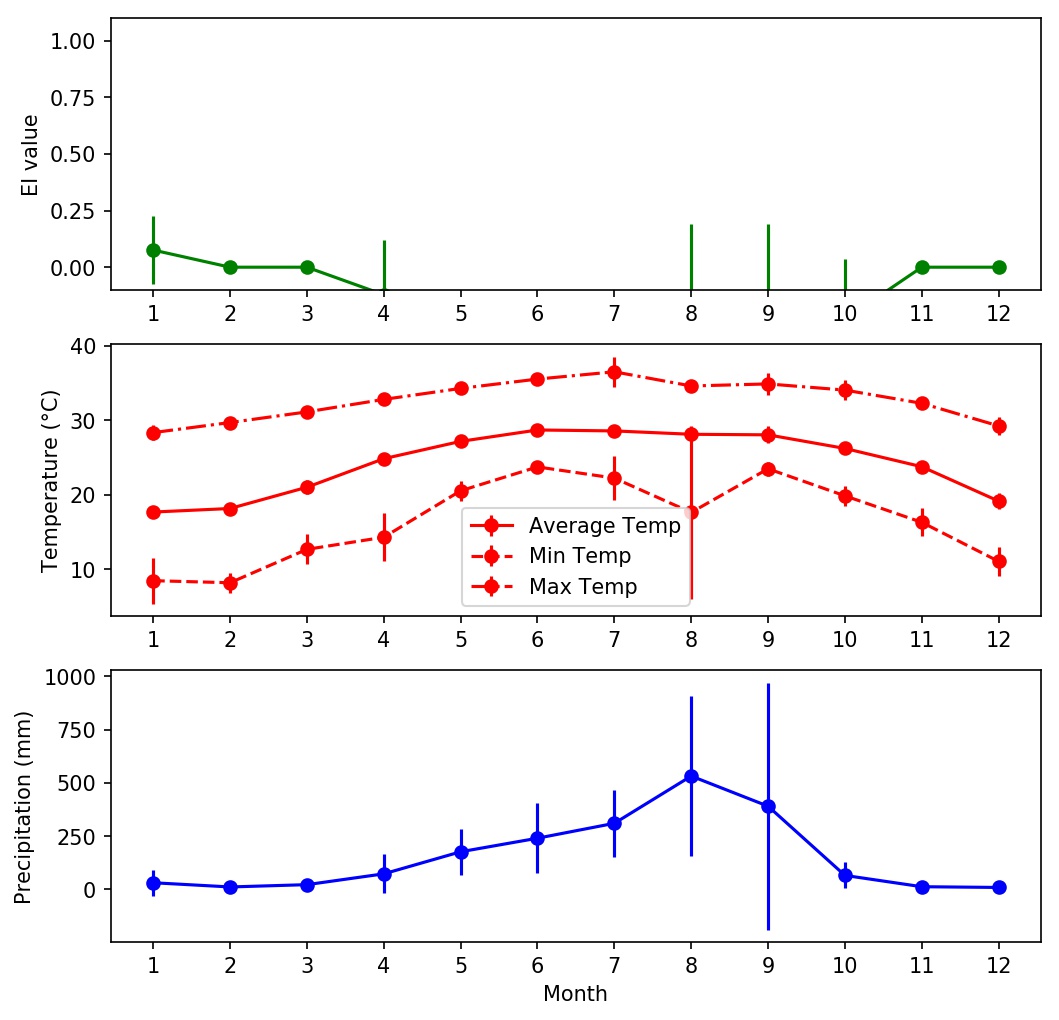 EI value
1.00
0.75
0.50
0.25
0.00
1 2 3 4 5 6 7 8 9 10 11 12
Temperature (°C)
40
30
20
10
Average Temp
Min Temp
Max Temp
1 2 3 4 5 6 7 8 9 10 11 12
Precipitation (mm)
1000
750
500
250
0
1 2 3 4 5 6 7 8 9 10 11 12
Month